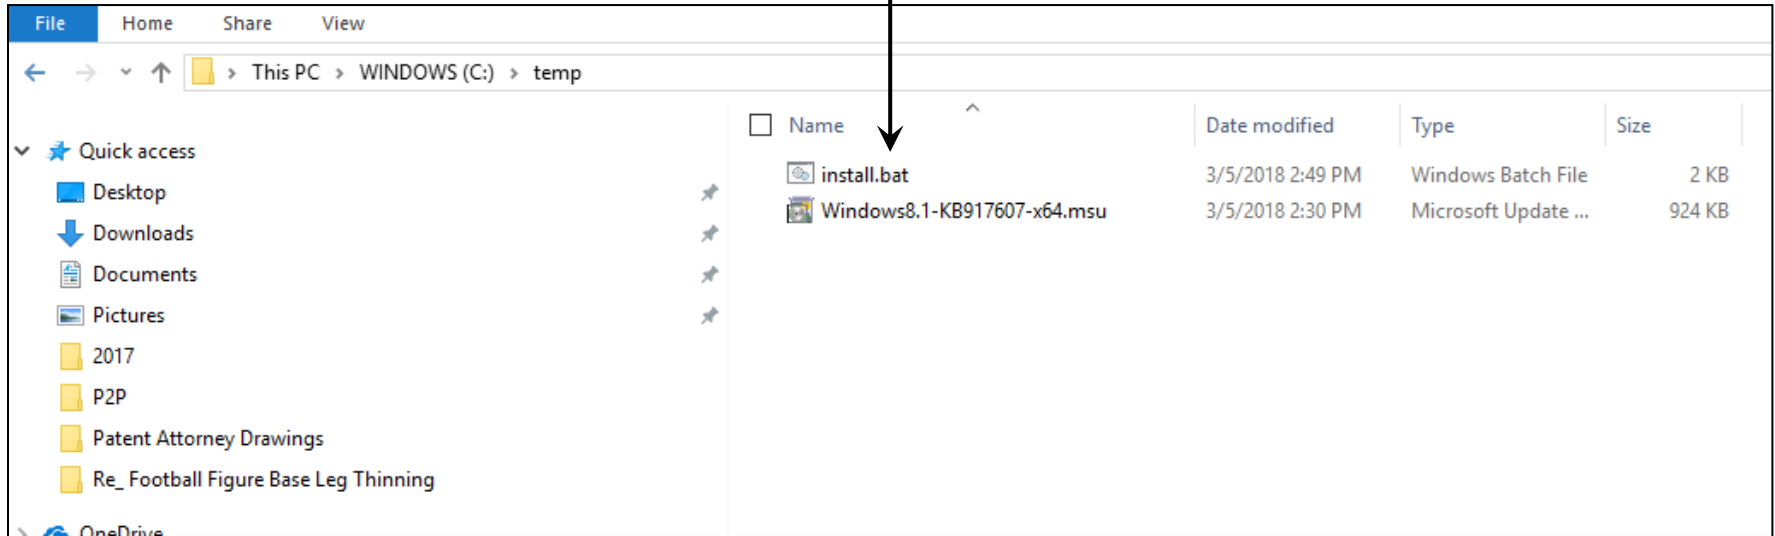 File Home Share View
This PC > WINDOWS (C:) > temp
Name Date modified Type Size
Quick access
install.bat 3/5/2018 2:49 PM Windows Batch File 2 KB
Desktop
Windows8.1-KB917607-x64.msu 3/5/2018 2:30 PM Microsoft Update ... 924 KB
Downloads
Documents
Pictures
2017
P2P
Patent Attorney Drawings
Re_ Football Figure Base Leg Thinning
OneDrive